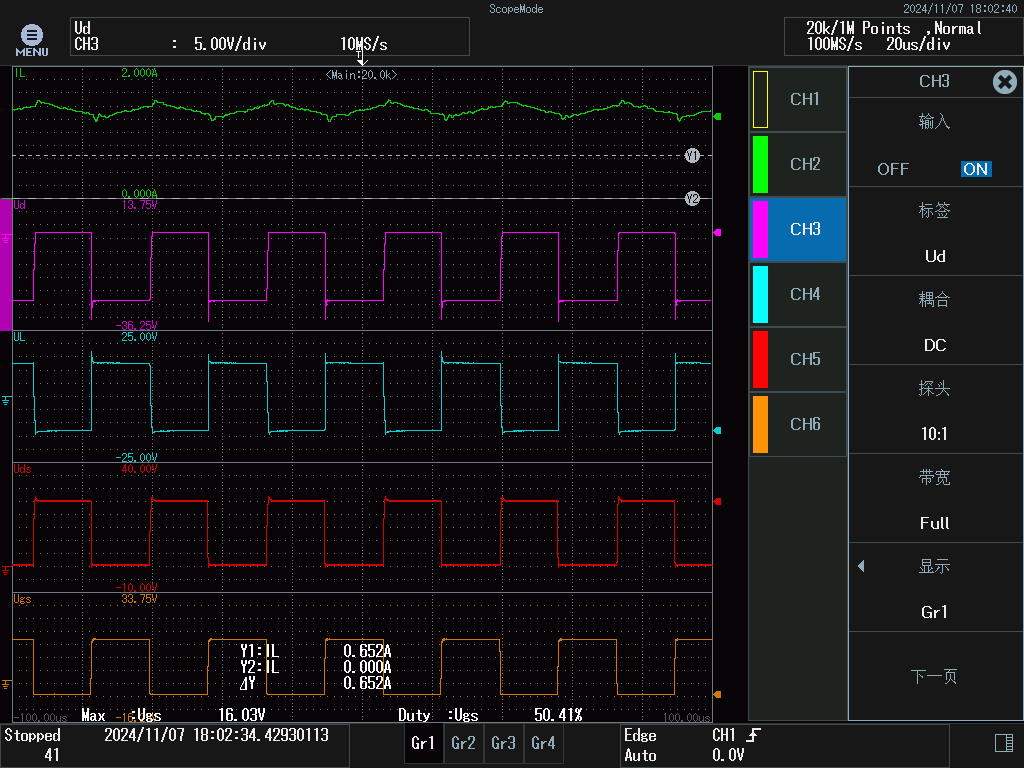 ScopeMode
2024/11/07 18:02:40
MENU
Ud
CH3 : 5.00V/div 10MS/s
20k/1M Points ,Normal
100MS/s 20us/div
IL 2.000A <Main:20.0k>
Y1
0.000A
Y2
Ud 13.75V
-36.25V
UL 25.00V
-25.00V
Uds 40.00V
-10.00V
Ugs 33.75V
Y1:IL 0.652A
Y2:IL 0.000A
ΔY 0.652A
-100.00us Max :Ugs 16.03V Duty :Ugs 50.41% 100.00us
CH1
CH2
CH3
CH4
CH5
CH6
CH3
输入
OFF ON
标签
Ud
耦合
DC
探头
10:1
带宽
Full
显示
Gr1
下一页
Stopped 2024/11/07 18:02:34.42930113
41
Gr1 Gr2 Gr3 Gr4
Edge CH1
Auto 0.0V